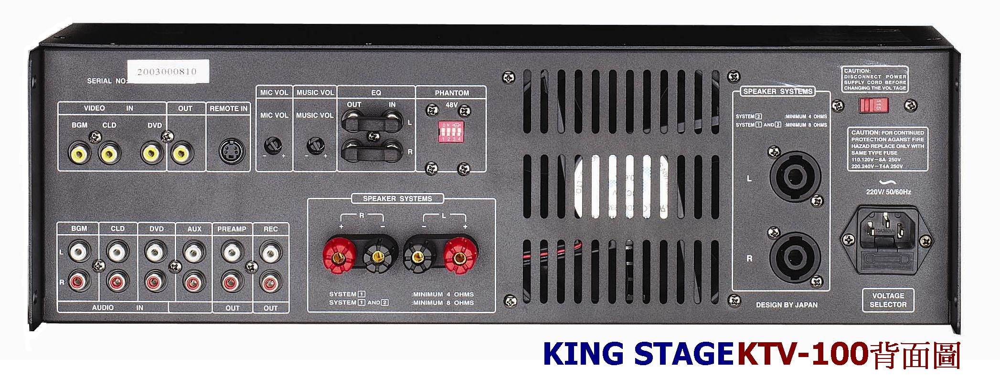 2003000810
SERIAL NO:
VIDEO IN OUT REMOTE IN
BGM CLD DVD
MIC VOL MUSIC VOL EQ PHANTOM
MIC VOL MUSIC VOL OUT IN 48V
L
R
- + - +
ON
1 2 3 4
BGM CLD DVD AUX PREAMP REC
L
R
AUDIO IN OUT OUT
SPEAKER SYSTEMS
R L
+ - - +
SYSTEM 1 :MINIMUM 4 OHMS
SYSTEM 1 AND 2 :MINIMUM 8 OHMS
LTD.
SPEAKER SYSTEMS
SYSTEM 2 :MINIMUM 4 OHMS
SYSTEM 1 AND 2 :MINIMUM 8 OHMS
L
R
DESIGN BY JAPAN
CAUTION:
DISCONNECT POWER
SUPPLY CORD BEFORE
CHANGING THE VOL TAGE
115
CAUTION: FOR CONTINUED
PROTECTION AGANST FIRE
HAZAD REPLACE ONLY WITH
SAME TYPE FUSE
110.120V–8A 250V
220.240V–T4A 250V
220V/ 50/60Hz
10A250V~
VOLTAGE
SELECTOR
KING STAGE KTV-100背面圖